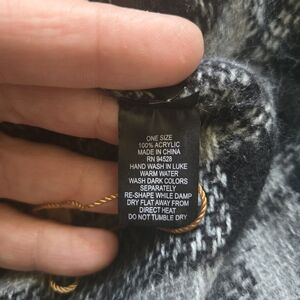 ONE SIZE
100% ACRYLIC
MADE IN CHINA
RN 94528
HAND WASH IN LUKE
WARM WATER
WASH DARK COLORS
SEPARATELY
RE-SHAPE WHILE DAMP
DRY FLAT AWAY FROM
DIRECT HEAT
DO NOT TUMBLE DRY